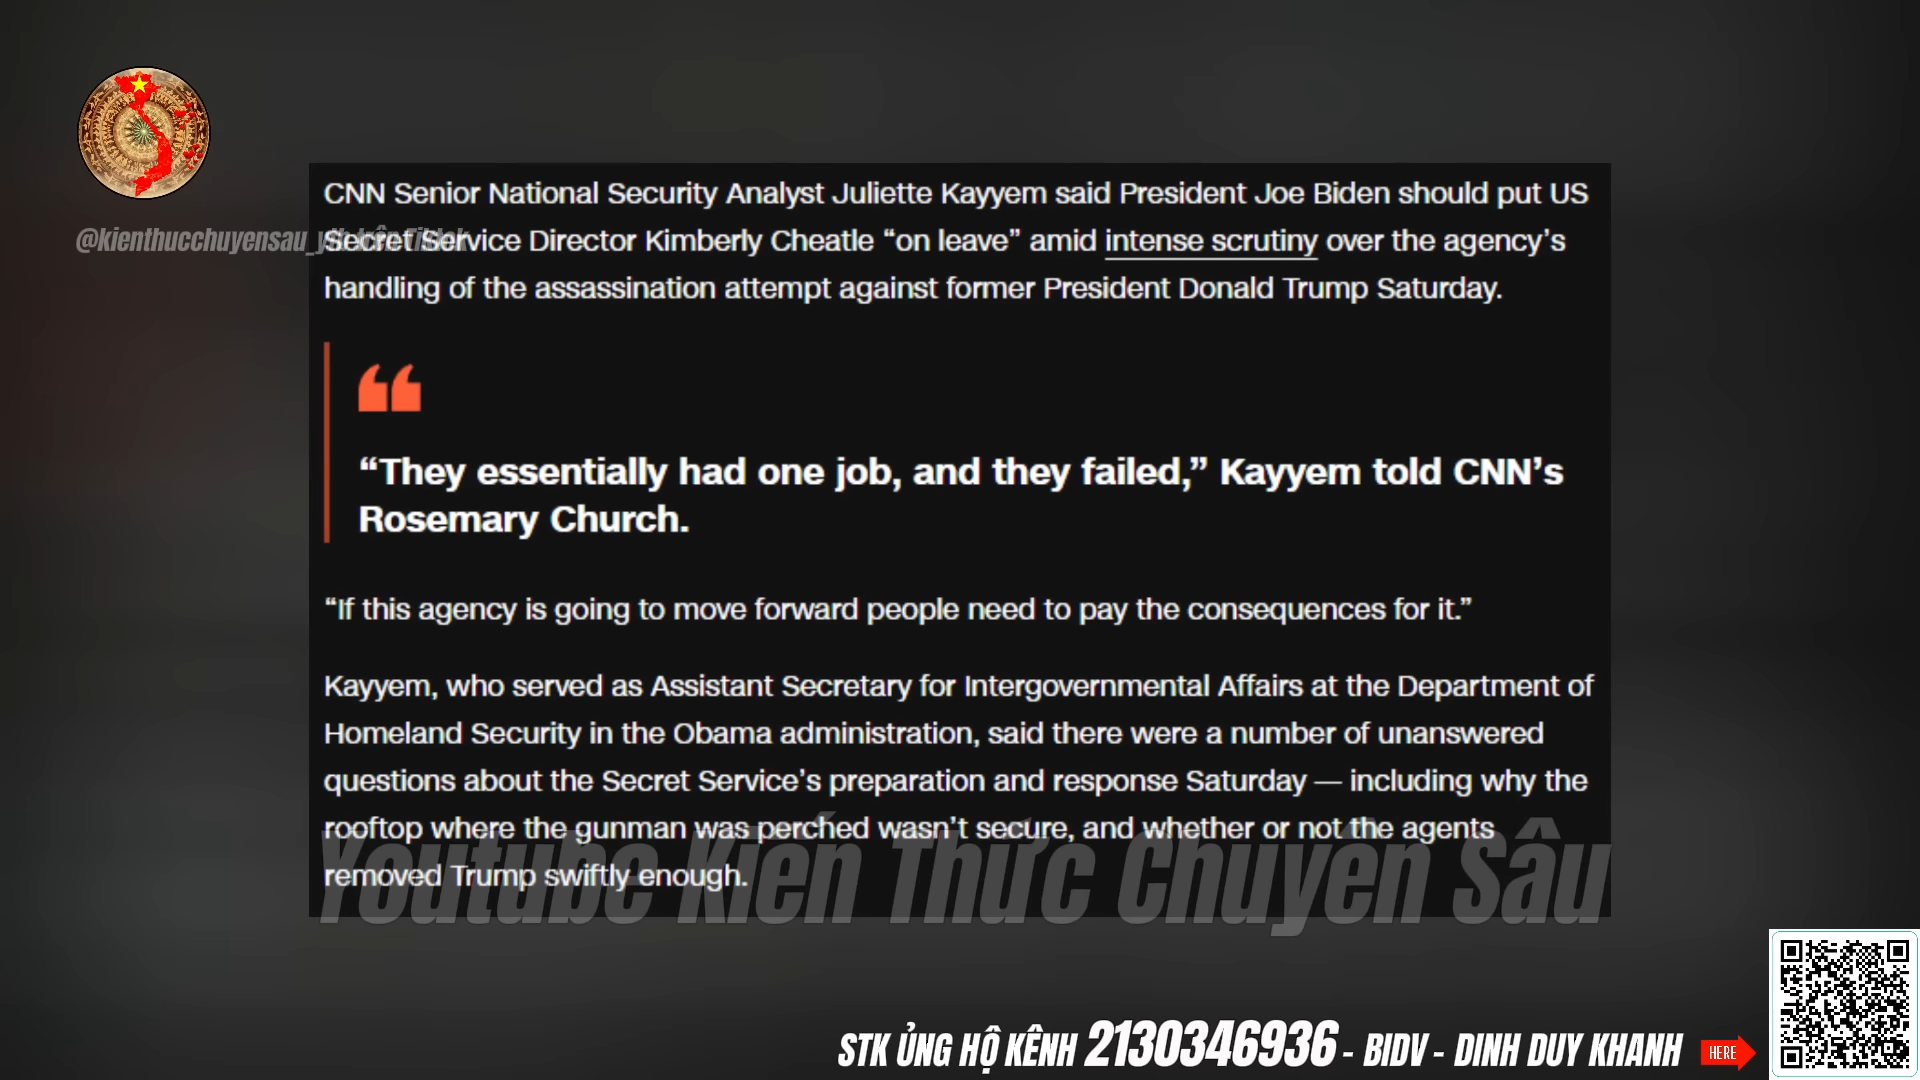 CNN Senior National Security Analyst Juliette Kayyem said President Joe Biden should put US
@kienthucchuyensau_
Secret Service Director Kimberly Cheatle “on leave” amid intense scrutiny over the agency’s
handling of the assassination attempt against former President Donald Trump Saturday.
“They essentially had one job, and they failed,” Kayyem told CNN’s
Rosemary Church.
“If this agency is going to move forward people need to pay the consequences for it.”
Kayyem, who served as Assistant Secretary for Intergovernmental Affairs at the Department of
Homeland Security in the Obama administration, said there were a number of unanswered
questions about the Secret Service’s preparation and response Saturday — including why the
rooftop where the gunman was perched wasn’t secure, and whether or not the agents
removed Trump swiftly enough.
Youtube Kiến Thức Chuyên Sâu
STK ỦNG HỘ KÊNH 2130346936 - BIDV - DINH DUY KHANH
HERE